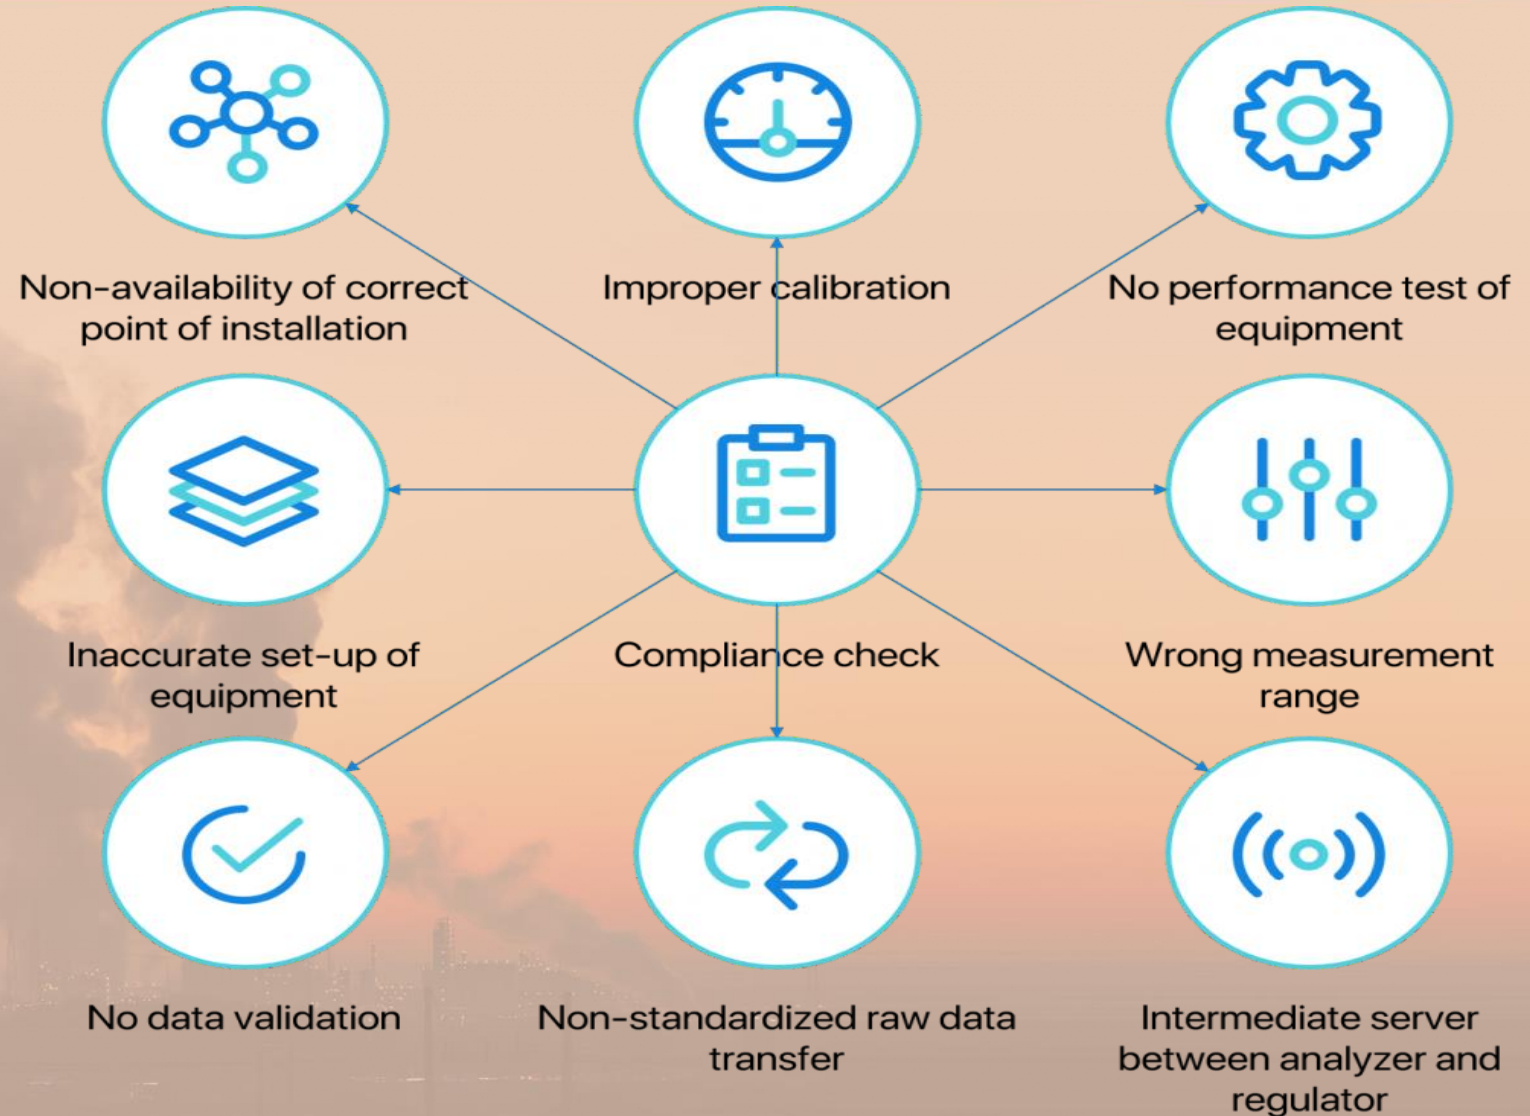 Non-availability of correct
point of installation
Improper calibration
No performance test of
equipment
Inaccurate set-up of
equipment
Compliance check
Wrong measurement
range
No data validation
Non-standardized raw data
transfer
Intermediate server
between analyzer and
regulator